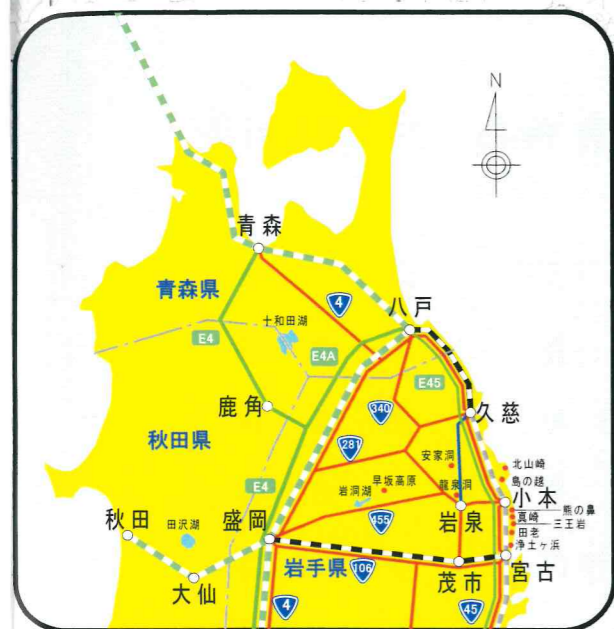 N
青森
青森県
4
八戸
十和田湖
E4
E4A
E45
鹿角
340
久慈
秋田県
281
安家洞
北山崎
島の越
早坂高原
龍泉洞
小本
岩洞湖
熊の鼻
E4
455
真崎
三王岩
秋田
田沢湖
盛岡
岩泉
田老
浄土ヶ浜
岩手県
106
茂市
宮古
大仙
4
45